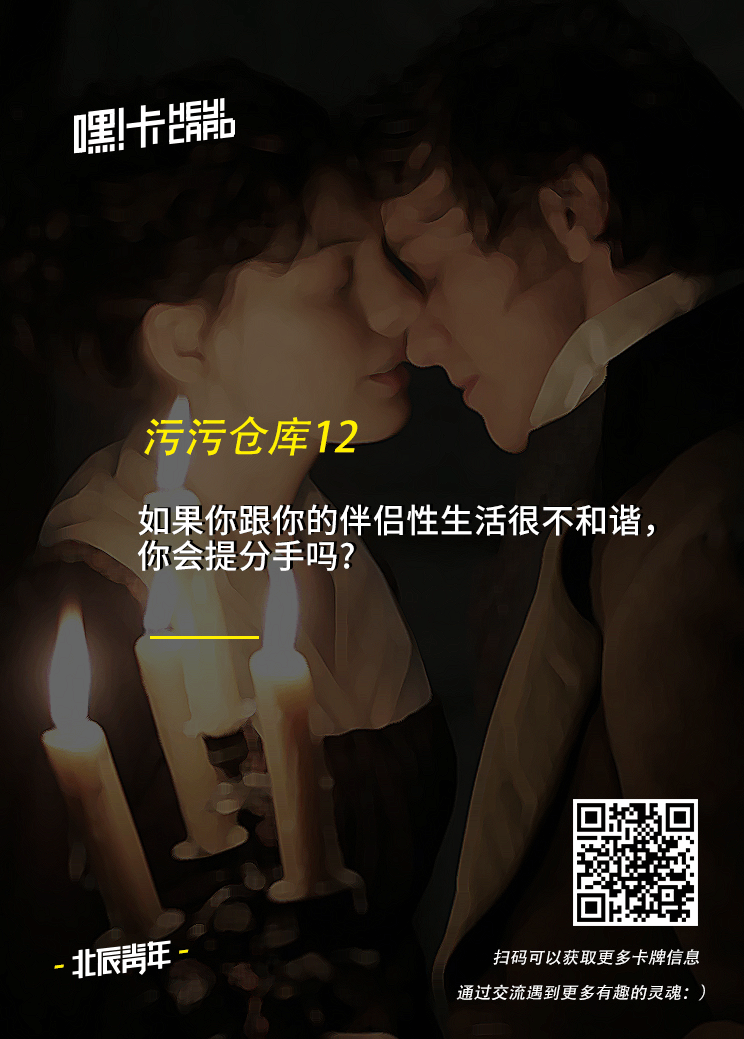 嘿!卡 HEY! CARD
污污仓库12
如果你跟你的伴侣性生活很不和谐，
你会提分手吗?
- 北辰青年 -
扫码可以获取更多卡牌信息
通过交流遇到更多有趣的灵魂：）